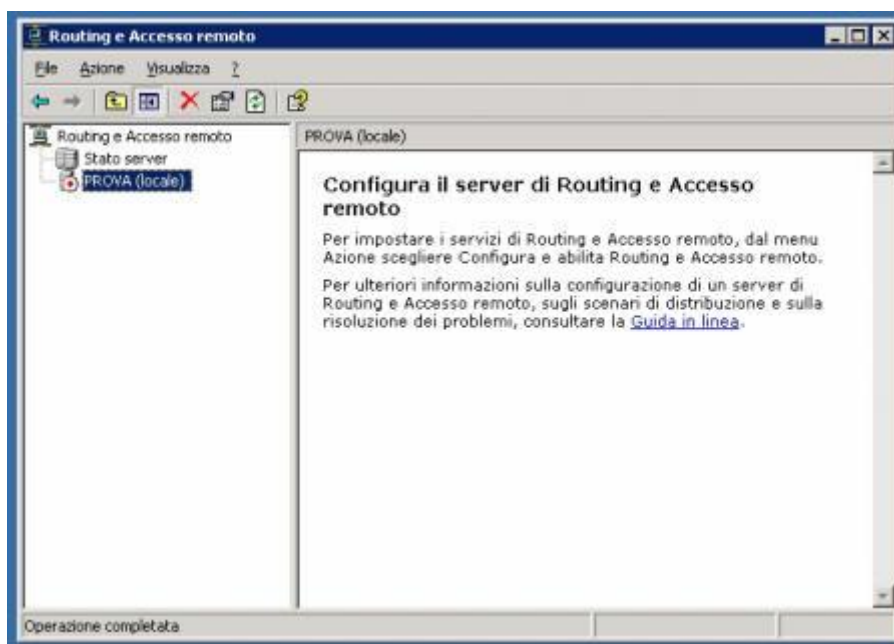 Routing e Accesso remoto
File Azione Visualizza ?
Routing e Accesso remoto
Stato server
PROVA (locale)
PROVA (locale)
Configura il server di Routing e Accesso
remoto
Per impostare i servizi di Routing e Accesso remoto, dal menu
Azione scegliere Configura e abilita Routing e Accesso remoto.
Per ulteriori informazioni sulla configurazione di un server di
Routing e Accesso remoto, sugli scenari di distribuzione e sulla
risoluzione dei problemi, consultare la Guida in linea.
Operazione completata